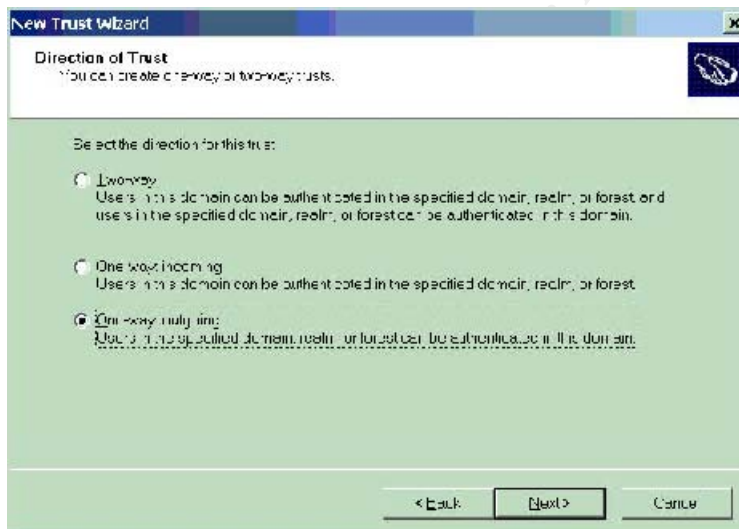 New Trust Wizard
Direction of Trust
You can create one-way or two-way trusts.
Select the direction for this trust
Two-way
Users in this domain can be authenticated in the specified domain, realm, or forest and
users in the specified domain, realm, or forest can be authenticated in this domain.
One way: incoming
Users in this domain can be authenticated in the specified domain, realm, or forest.
One-way: outgoing
Users in the specified domain, realm, or forest can be authenticated in this domain.
< Back
Next >
Cancel